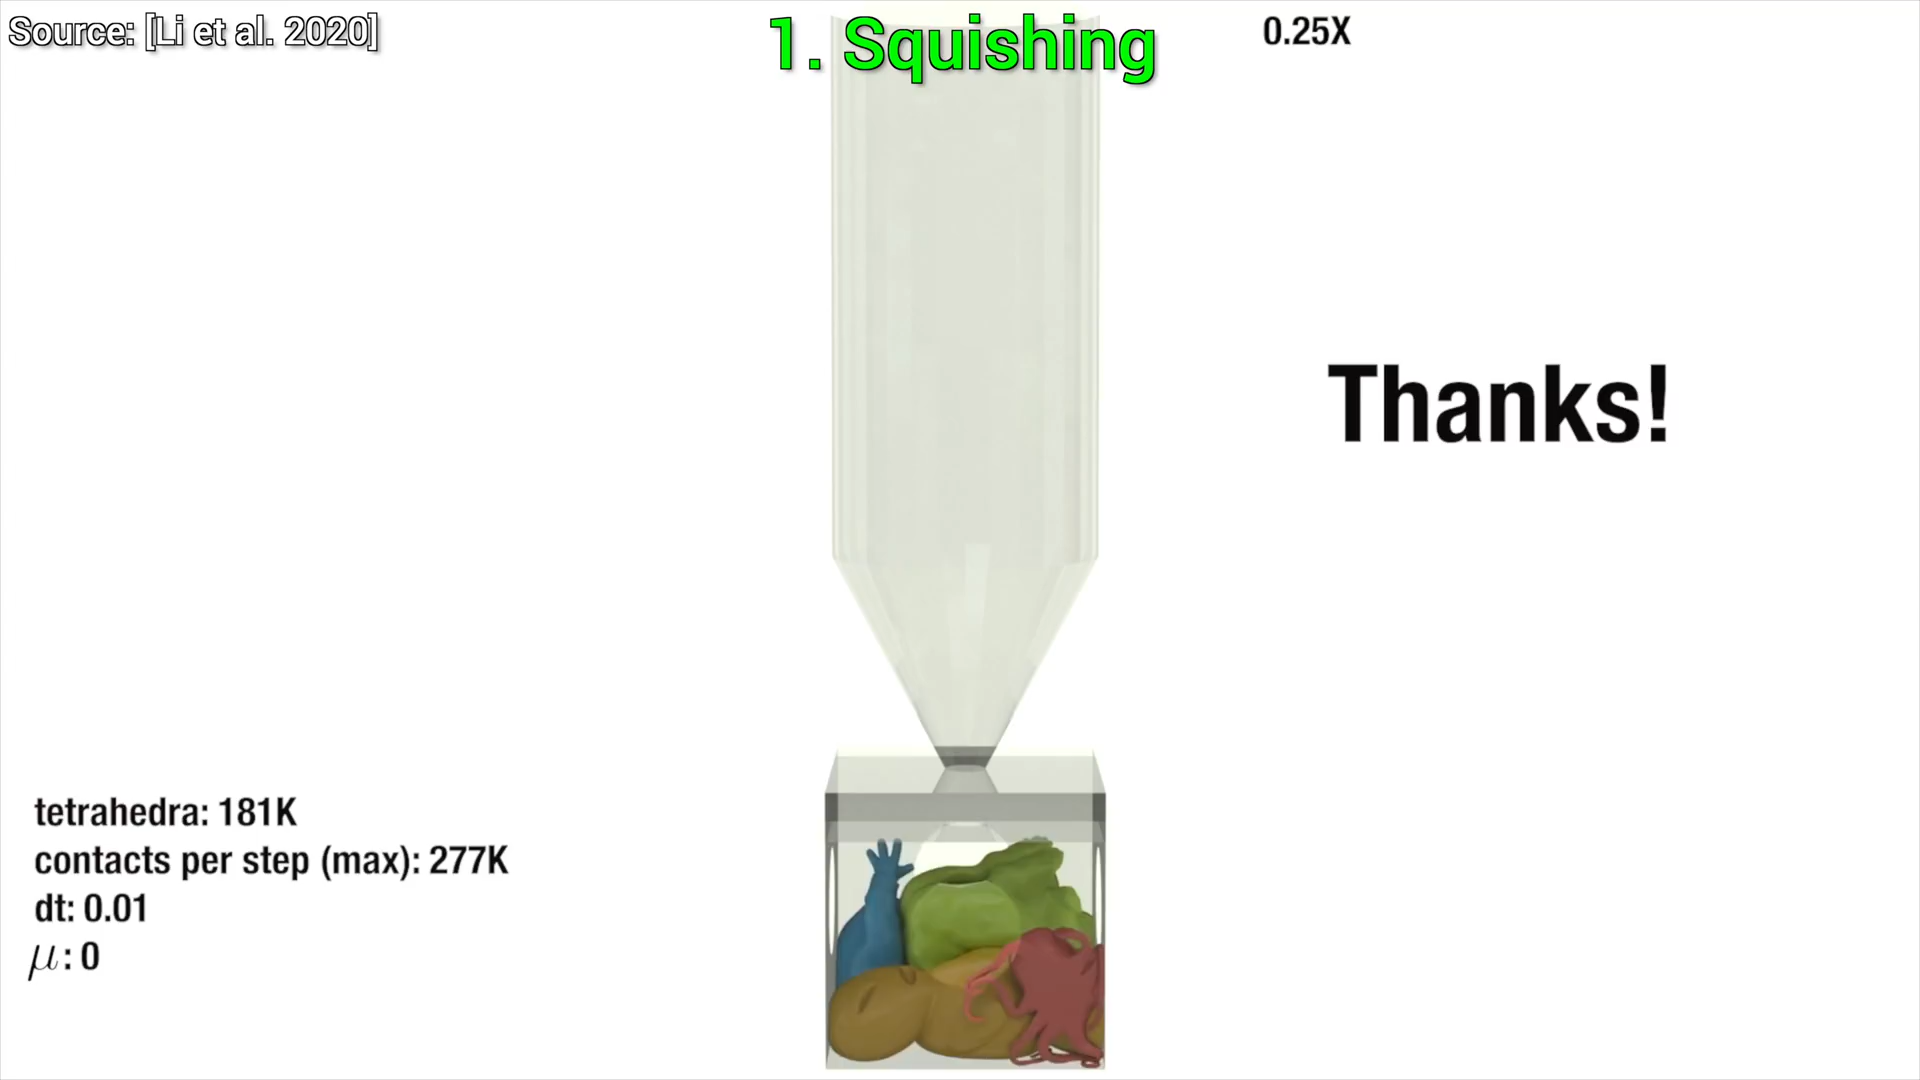 Source: [Li et al. 2020]
1. Squishing
0.25X
Thanks!
tetrahedra: 181K
contacts per step (max): 277K
dt: 0.01
μ: 0